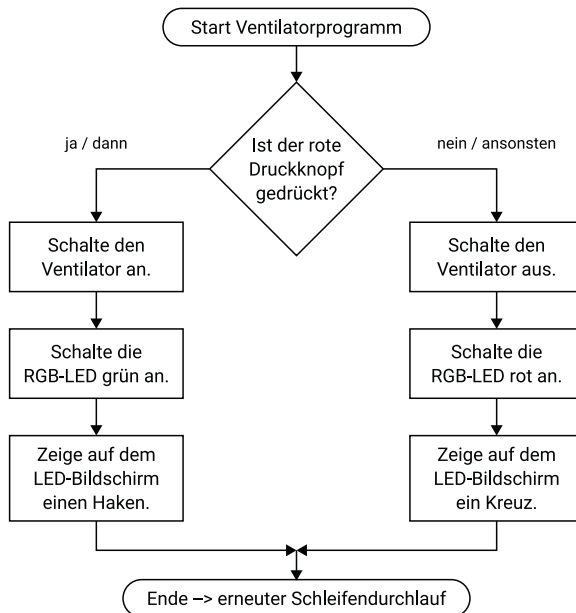 Start Ventilatorprogramm
ja / dann
Ist der rote
Druckknopf
gedrückt?
nein / ansonsten
Schalte den
Ventilator an.
Schalte die
RGB-LED grün an.
Zeige auf dem
LED-Bildschirm
einen Haken.
Schalte den
Ventilator aus.
Schalte die
RGB-LED rot an.
Zeige auf dem
LED-Bildschirm
ein Kreuz.
Ende –> erneuter Schleifendurchlauf